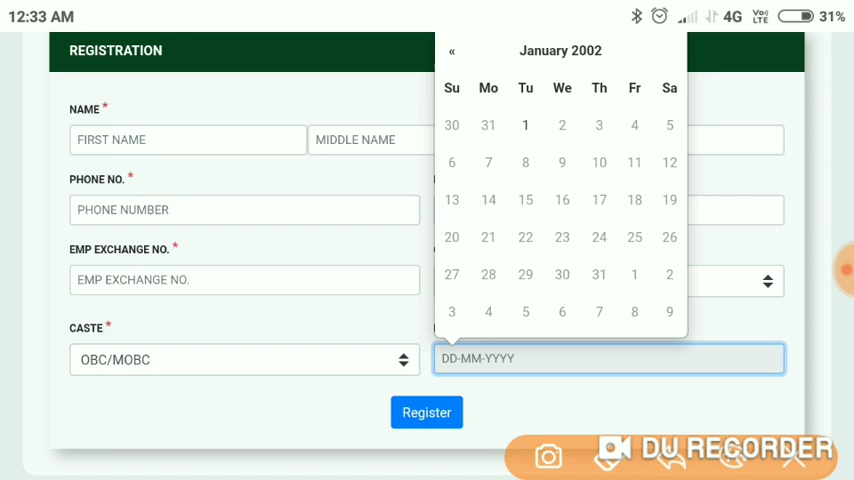 12:33 AM 4G Vo) LTE 31%
REGISTRATION
« January 2002
Su Mo Tu We Th Fr Sa
30 31 1 2 3 4 5
6 7 8 9 10 11 12
13 14 15 16 17 18 19
20 21 22 23 24 25 26
27 28 29 30 31 1 2
3 4 5 6 7 8 9
NAME *
FIRST NAME MIDDLE NAME
PHONE NO. *
PHONE NUMBER
EMP EXCHANGE NO. *
EMP EXCHANGE NO.
CASTE *
OBC/MOBC
DD-MM-YYYY
Register
DU RECORDER